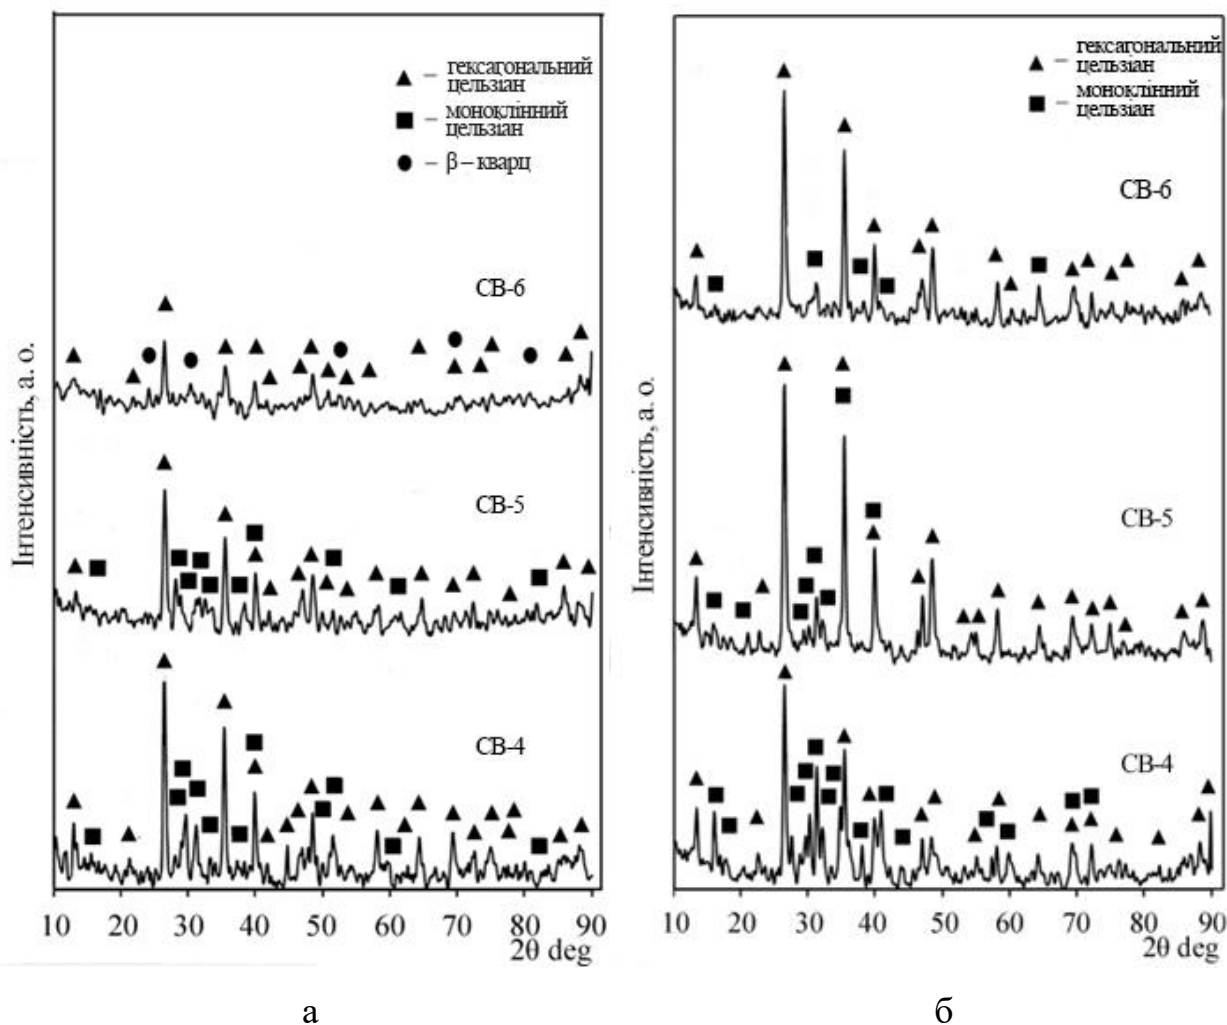 ▲ – гексагональний
цельзіан
■ – моноклінний
цельзіан
● – β – кварц
СВ-6
СВ-5
СВ-4
Інтенсивність, а. о.
10 20 30 40 50 60 70 80 90
2θ deg
а
▲ – гексагональний
цельзіан
■ – моноклінний
цельзіан
СВ-6
СВ-5
СВ-4
Інтенсивність, а. о.
10 20 30 40 50 60 70 80 90
2θ deg
б